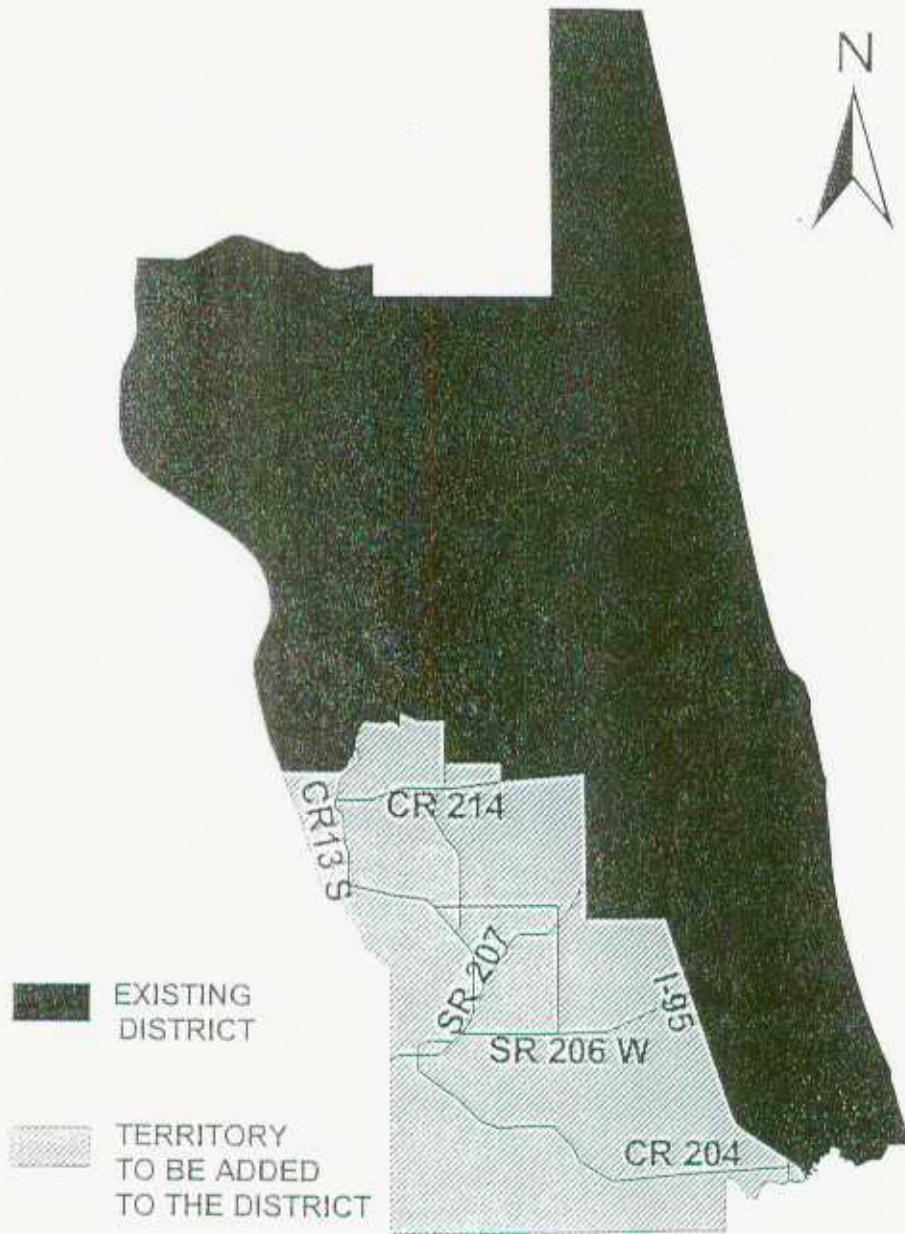 N
CR 214
CR13 S
SR 207
I-95
SR 206 W
CR 204
EXISTING
DISTRICT
TERRITORY
TO BE ADDED
TO THE DISTRICT